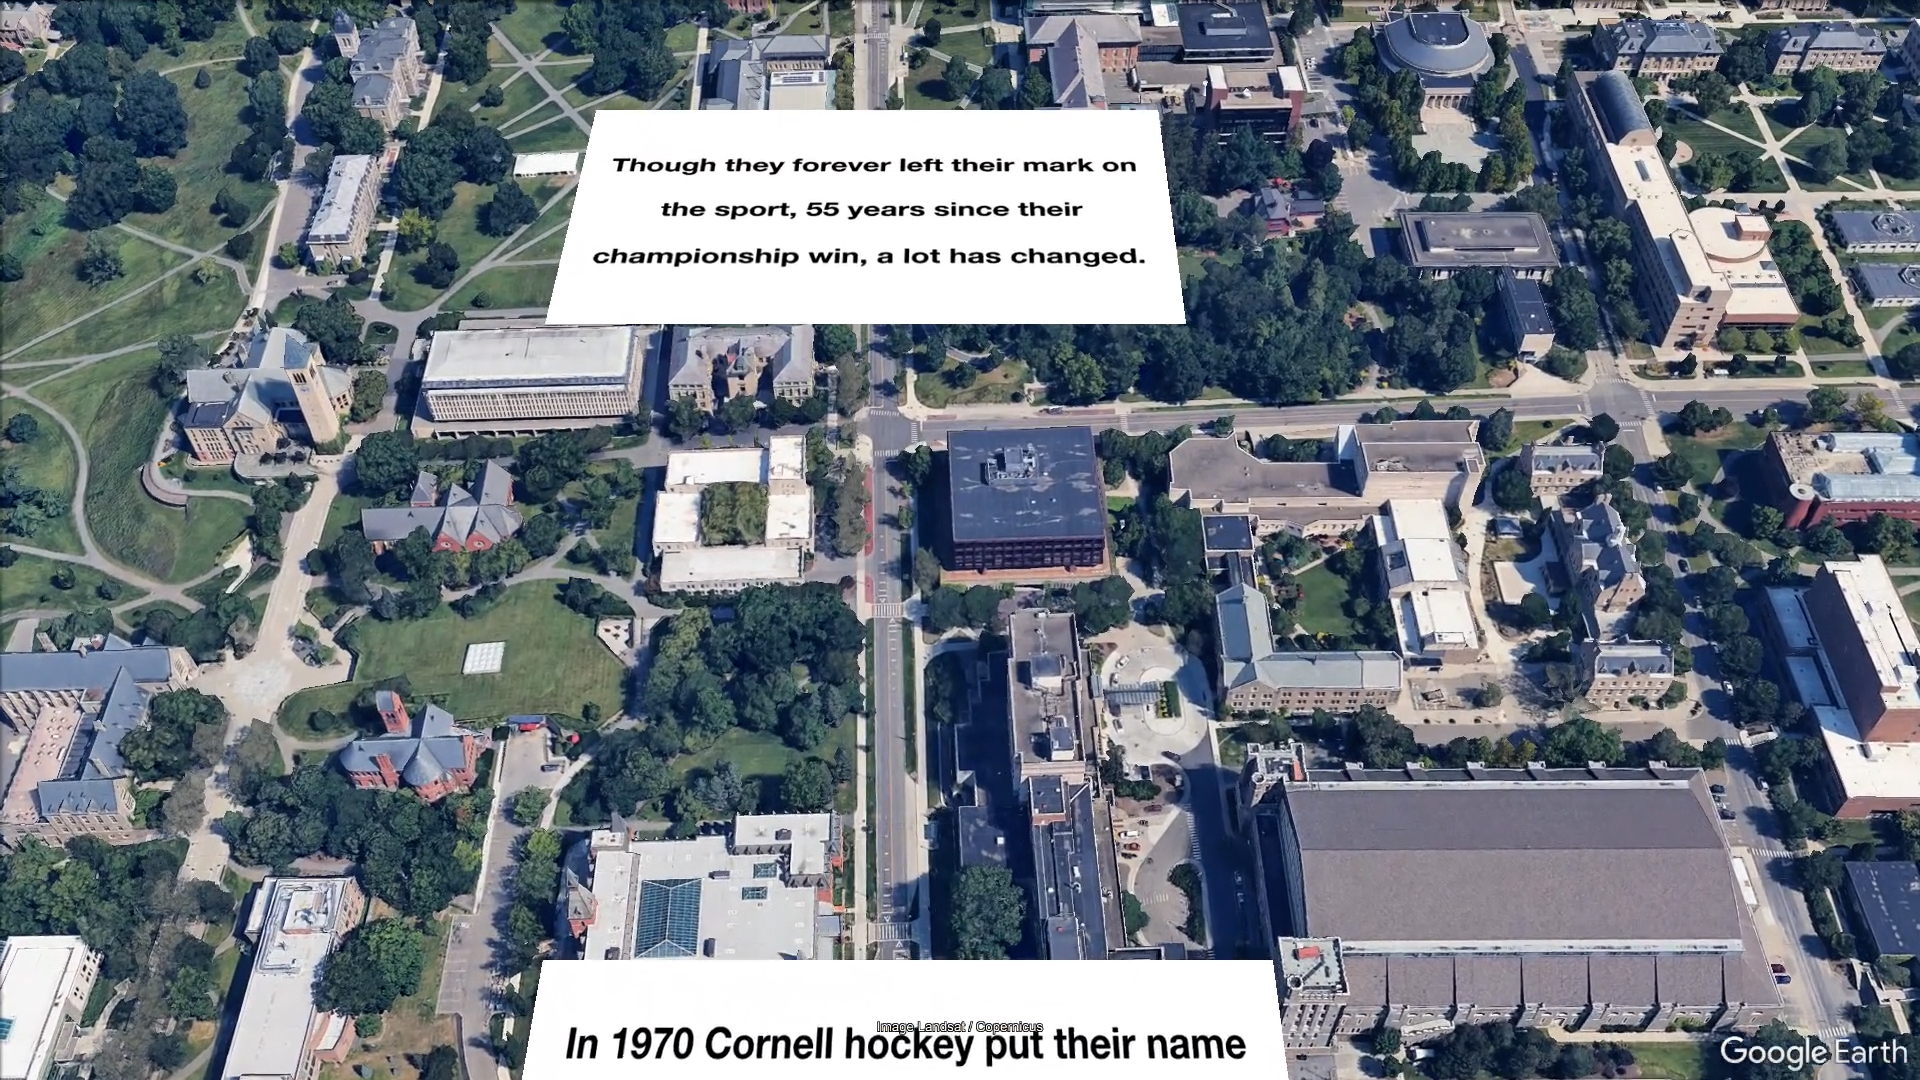 Though they forever left their mark on
the sport, 55 years since their
championship win, a lot has changed.
In 1970 Cornell hockey put their name
Image Landsat / Copernicus
Google Earth